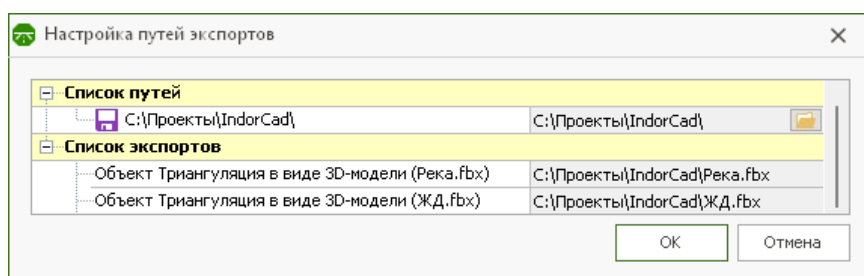 Настройка путей экспортов
Список путей
C:\Проекты\IndorCad\ C:\Проекты\IndorCad\
Список экспортов
Объект Триангуляция в виде 3D-модели (Река.fbx) C:\Проекты\IndorCad\Река.fbx
Объект Триангуляция в виде 3D-модели (ЖД.fbx) C:\Проекты\IndorCad\ЖД.fbx
ОК Отмена